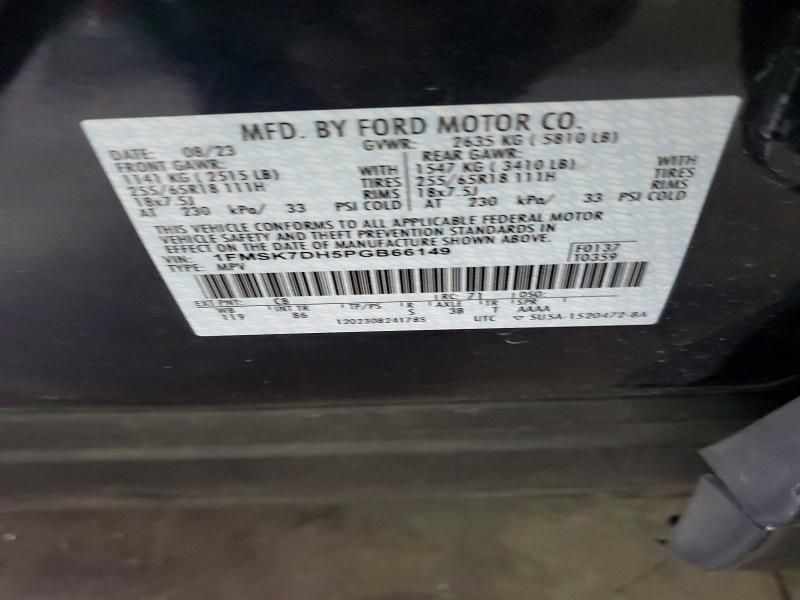 MFD. BY FORD MOTOR CO.
DATE: 08/23 GVWR: 2635 KG ( 5810 LB)
FRONT GAWR: REAR GAWR:
1141 KG ( 2515 LB) WITH 1547 KG ( 3410 LB) WITH
255/65R18 111H TIRES 255/65R18 111H TIRES
18x7.5J RIMS 18x7.5J RIMS
AT 230 kPa/ 33 PSI COLD AT 230 kPa/ 33 PSI COLD
THIS VEHICLE CONFORMS TO ALL APPLICABLE FEDERAL MOTOR
VEHICLE SAFETY AND THEFT PREVENTION STANDARDS IN
EFFECT ON THE DATE OF MANUFACTURE SHOWN ABOVE.
VIN: 1FMSK7DH5PGB66149 F0137
TYPE: MPV T0359
EXT PNT: C8 RC: 71 DSO:
WB INT TR TP/PS R AXLE TR SPR
119 86 S 3B T AAAA
1202308241785 UTC ▽ 5U5A-1520472-BA